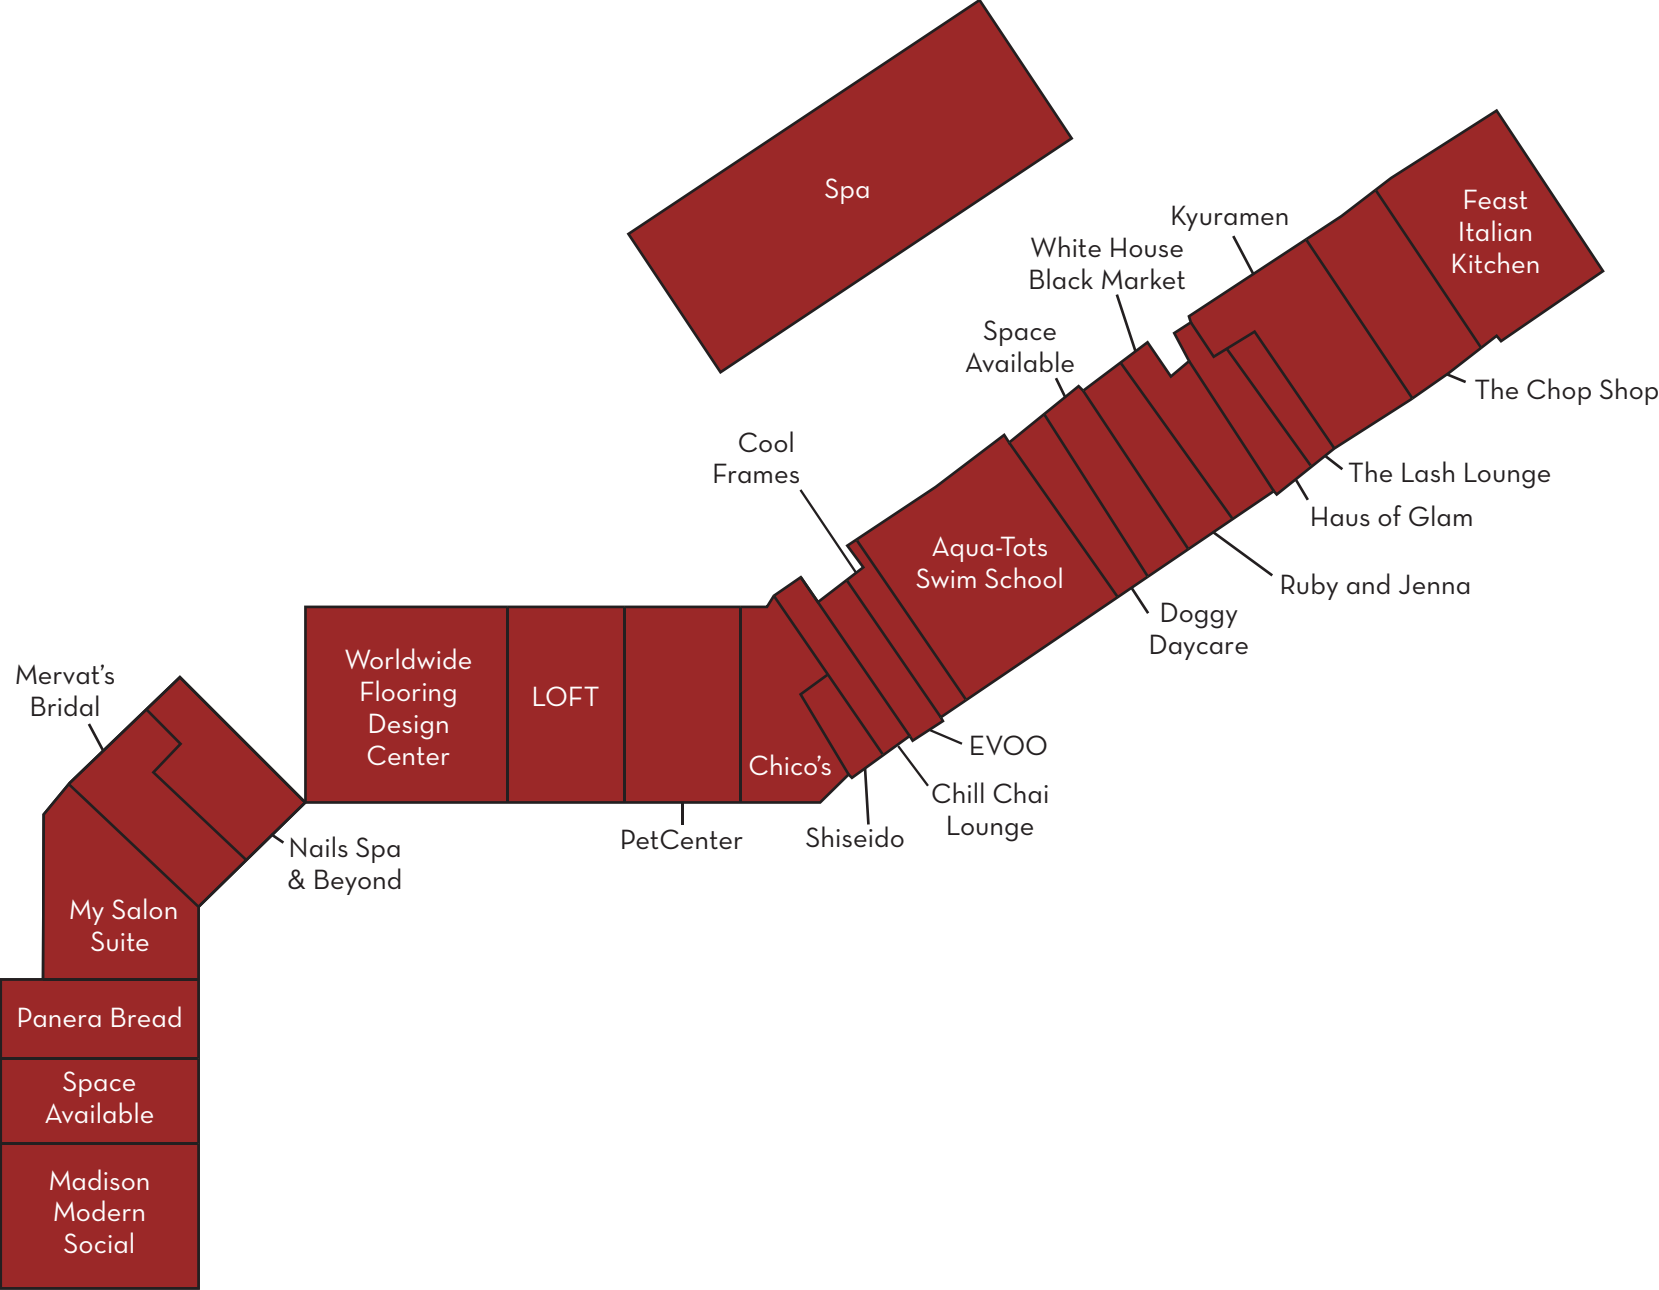 Spa
Feast
Italian
Kitchen
Kyuramen
White House
Black Market
Space
Available
The Chop Shop
Cool
Frames
The Lash Lounge
Haus of Glam
Aqua-Tots
Swim School
Ruby and Jenna
Doggy
Daycare
Mervat’s
Bridal
Worldwide
Flooring
Design
Center
LOFT
Chico’s
EVOO
Chill Chai
Lounge
Shiseido
PetCenter
Nails Spa
& Beyond
My Salon
Suite
Panera Bread
Space
Available
Madison
Modern
Social